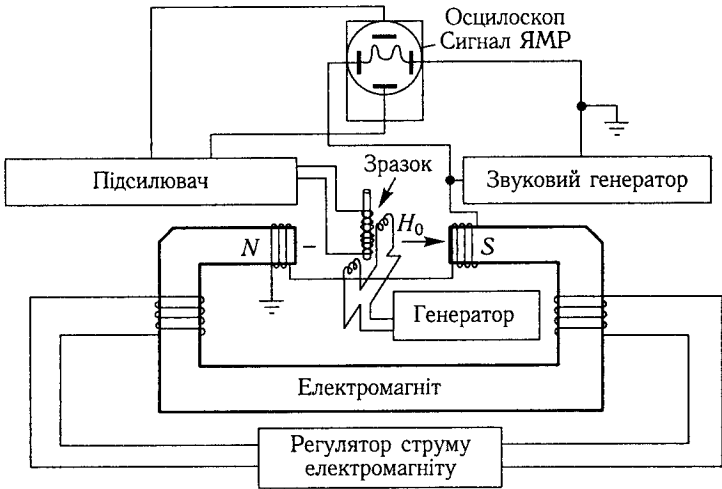 Осцилоскоп
Сигнал ЯМР
Підсилювач
Зразок
Звуковий генератор
N
–
H₀
S
Генератор
Електромагніт
Регулятор струму
електромагніту